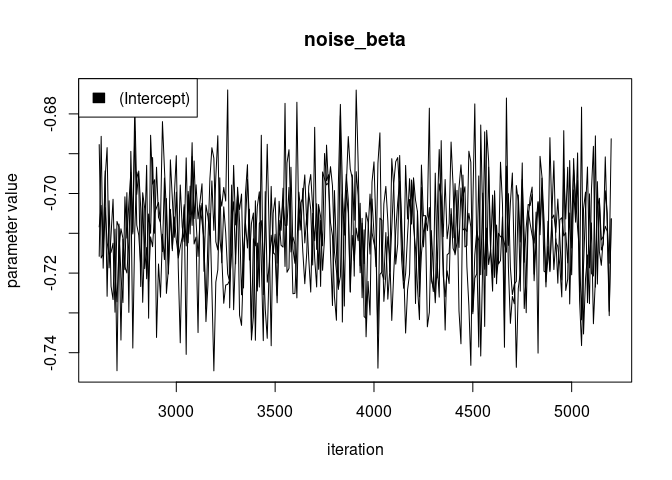 noise_beta
(Intercept)
parameter value
-0.68
-0.70
-0.72
-0.74
3000 3500 4000 4500 5000
iteration